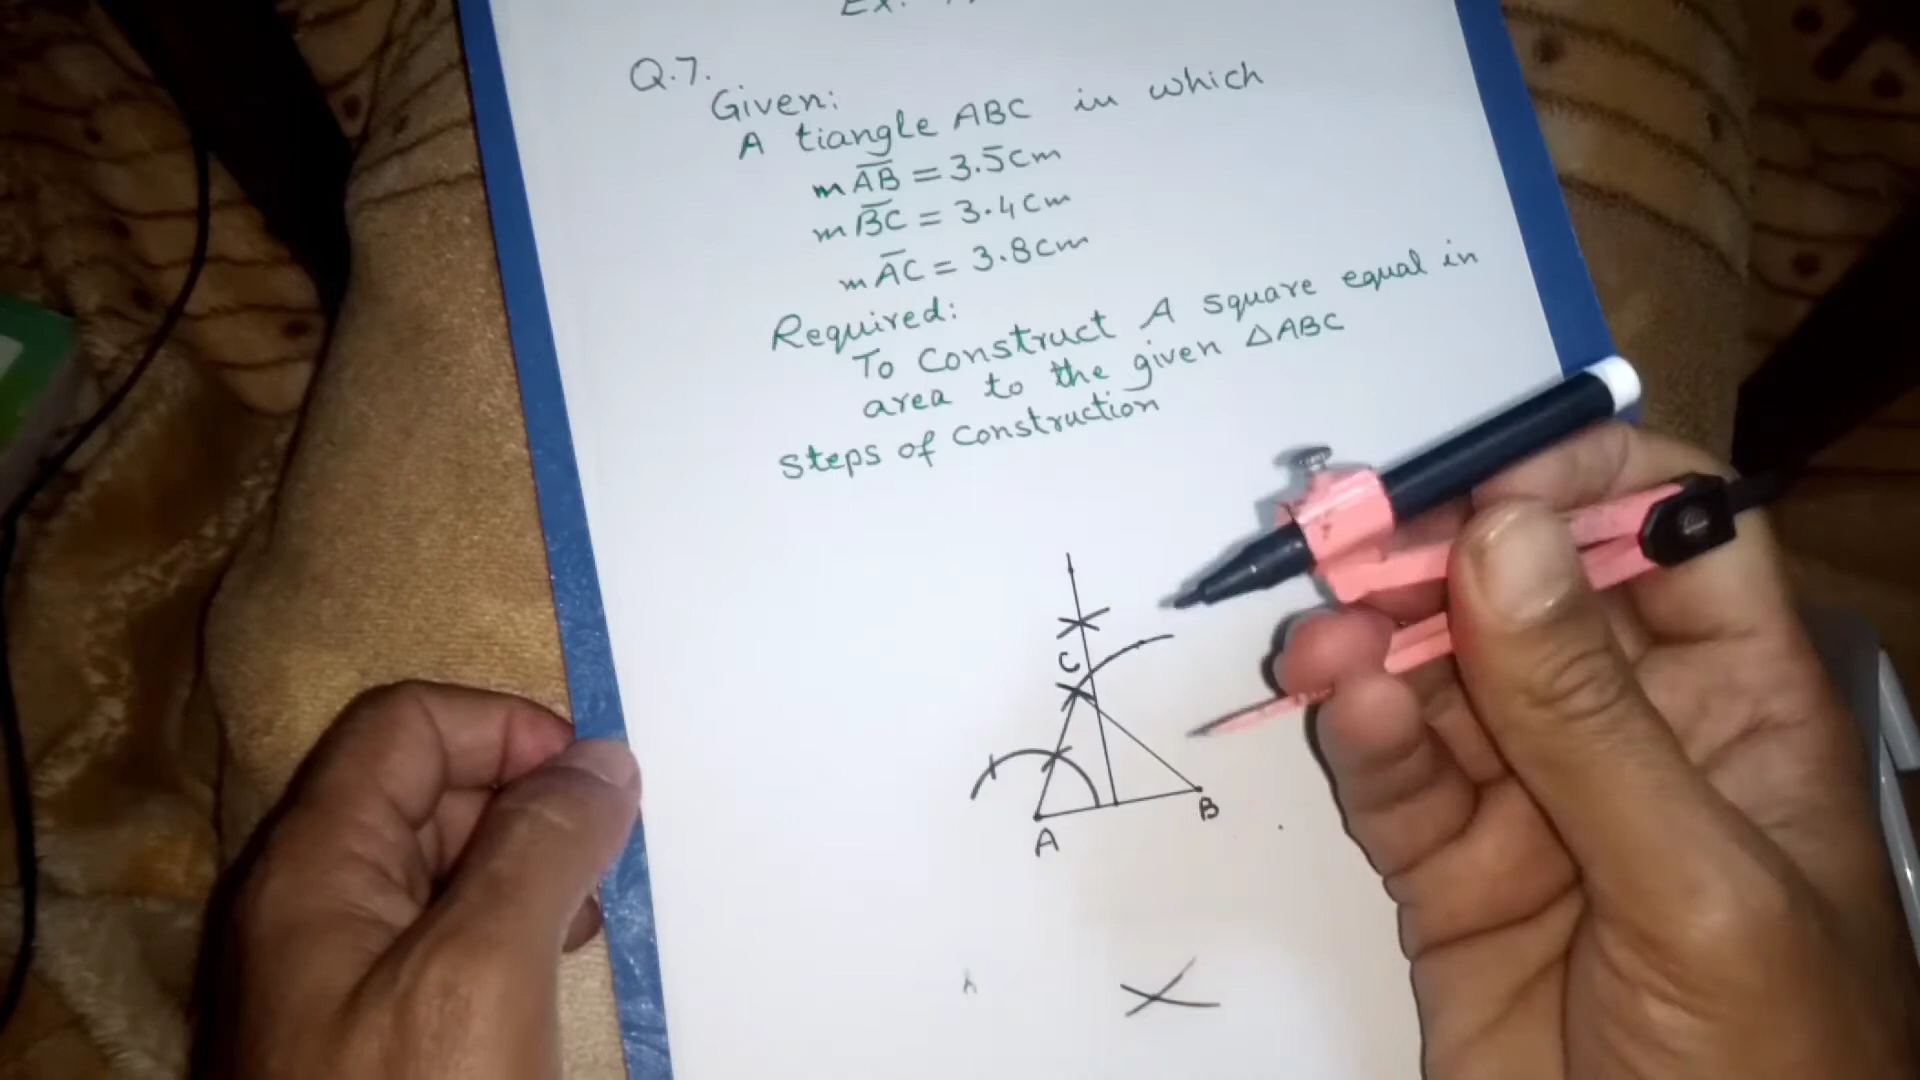 Ex.
Q.7.
Given:
A tiangle ABC in which
mAB = 3.5cm
mBC = 3.4cm
mAC = 3.8cm
Required:
To Construct A square equal in
area to the given △ABC
Steps of Construction
C
B
A